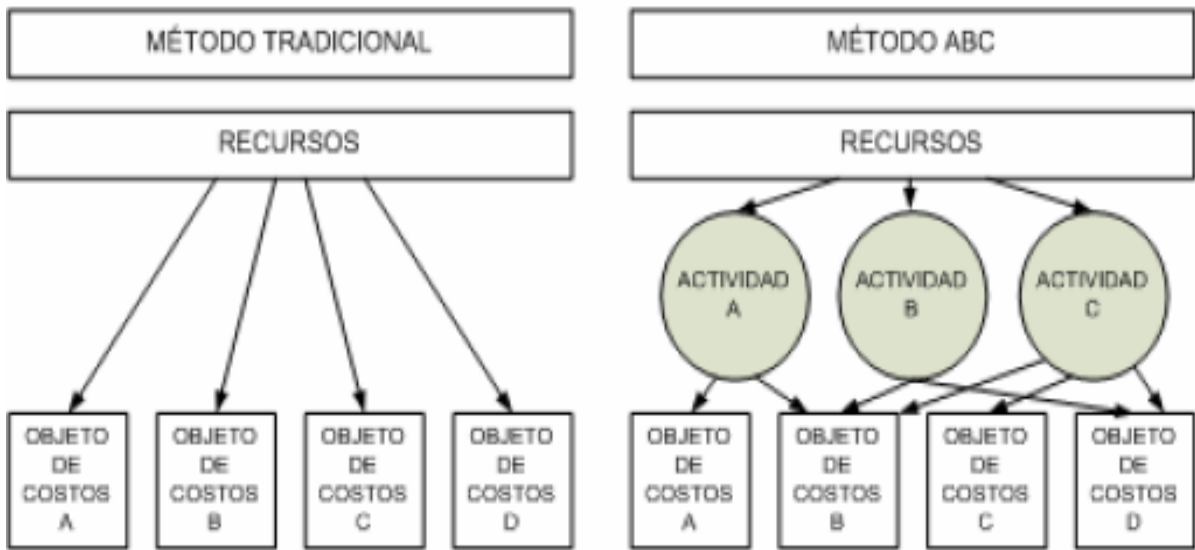 MÉTODO TRADICIONAL
RECURSOS
OBJETO
DE
COSTOS
A
OBJETO
DE
COSTOS
B
OBJETO
DE
COSTOS
C
OBJETO
DE
COSTOS
D
MÉTODO ABC
RECURSOS
ACTIVIDAD
A
ACTIVIDAD
B
ACTIVIDAD
C
OBJETO
DE
COSTOS
A
OBJETO
DE
COSTOS
B
OBJETO
DE
COSTOS
C
OBJETO
DE
COSTOS
D